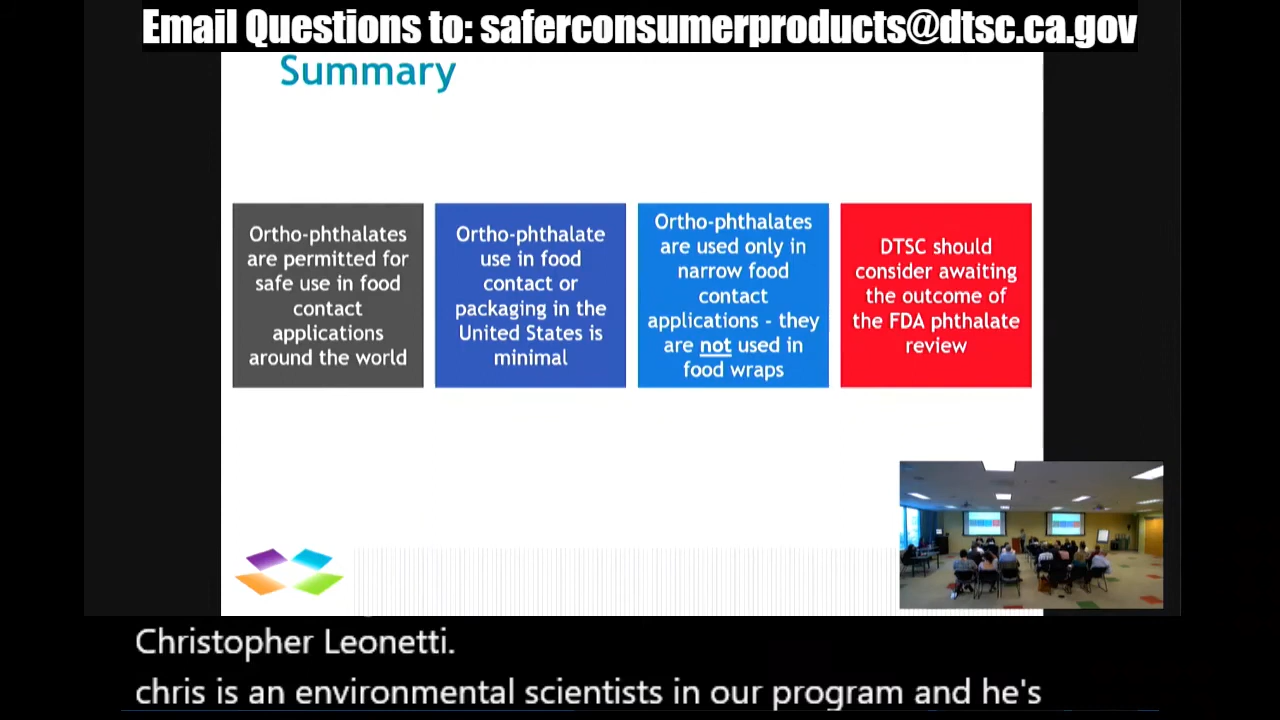 Email Questions to: saferconsumerproducts@dtsc.ca.gov
Summary
Ortho-phthalates
are permitted for
safe use in food
contact
applications
around the world
Ortho-phthalate
use in food
contact or
packaging in the
United States is
minimal
Ortho-phthalates
are used only in
narrow food
contact
applications - they
are not used in
food wraps
DTSC should
consider awaiting
the outcome of
the FDA phthalate
review
Christopher Leonetti.
chris is an environmental scientists in our program and he's